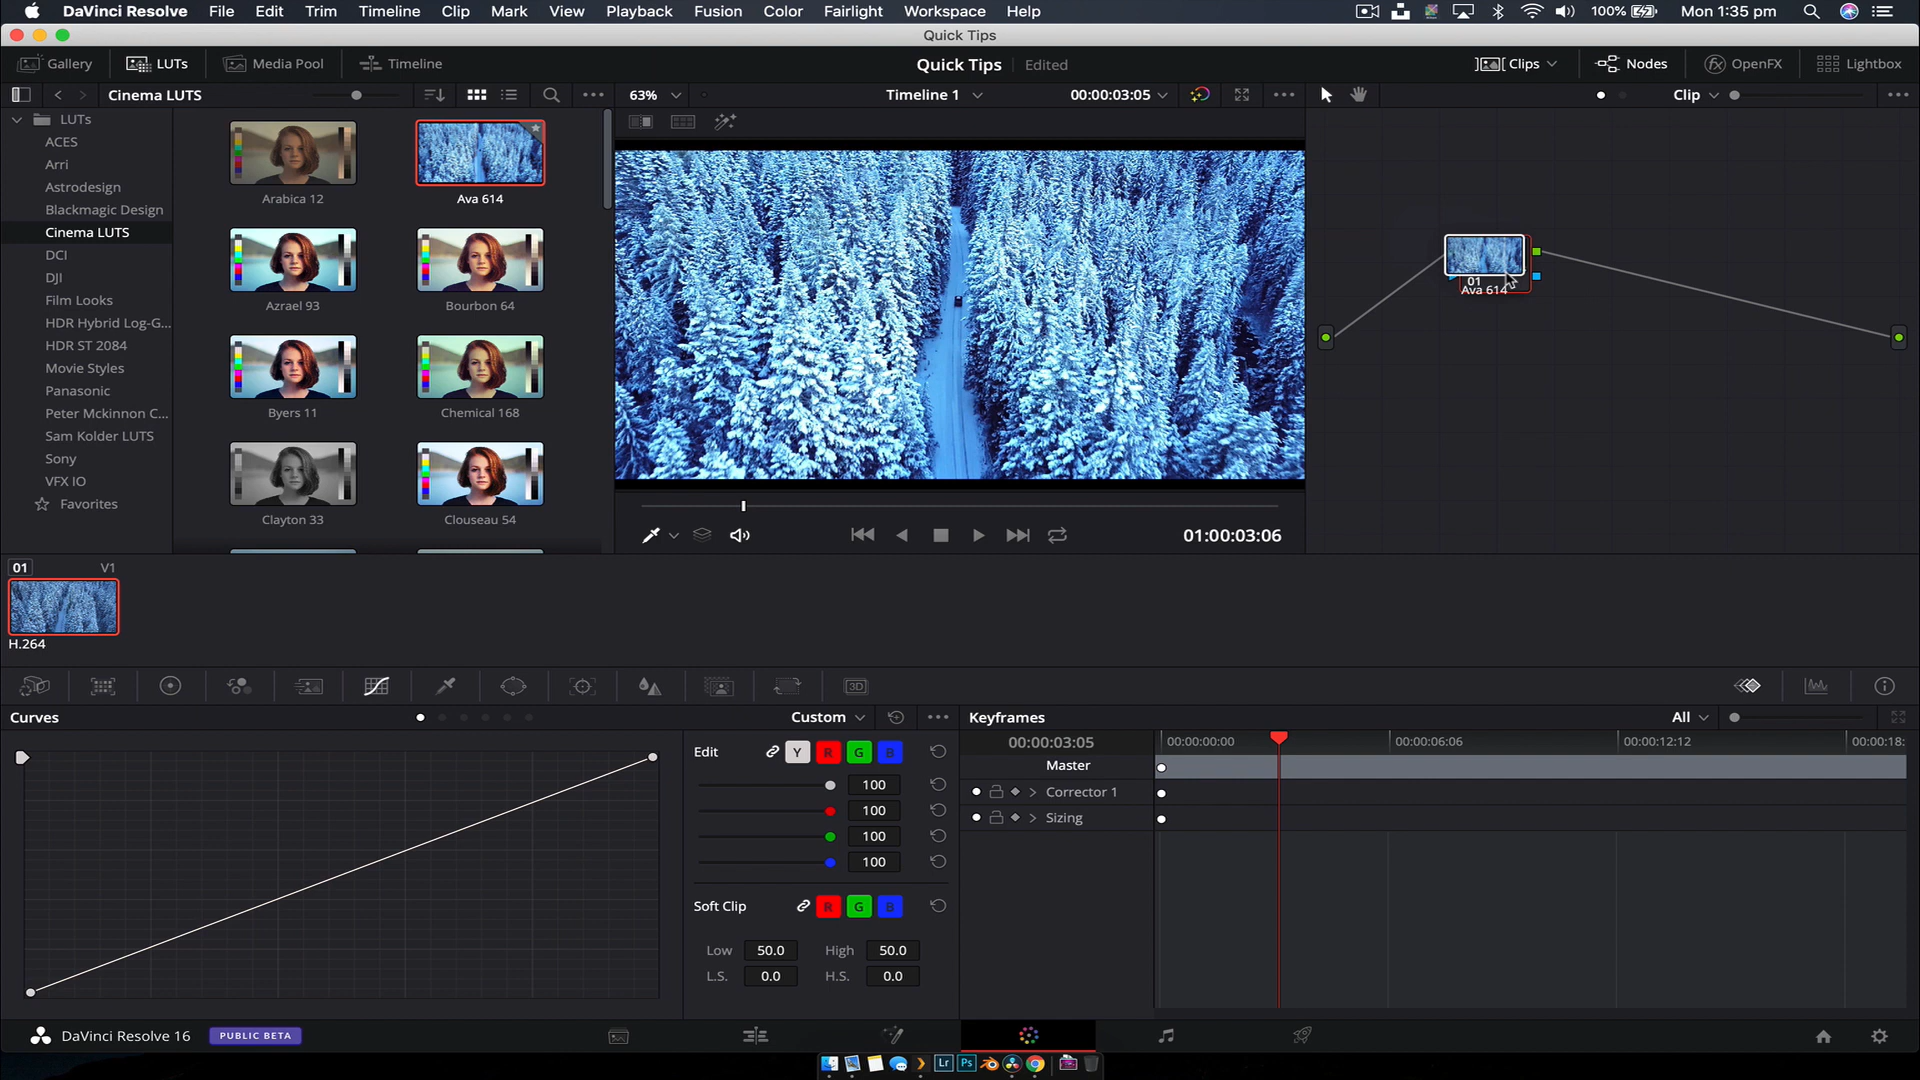 DaVinci Resolve File Edit Trim Timeline Clip Mark View Playback Fusion Color Fairlight Workspace Help 100% Mon 1:35 pm
Quick Tips
Gallery LUTs Media Pool Timeline Quick Tips Edited Clips Nodes fx OpenFX Lightbox
Cinema LUTS 63% Timeline 1 00:00:03:05 Clip
LUTs
ACES
Arri
Astrodesign
Blackmagic Design
Cinema LUTS
DCI
DJI
Film Looks
HDR Hybrid Log-G...
HDR ST 2084
Movie Styles
Panasonic
Peter Mckinnon C...
Sam Kolder LUTS
Sony
VFX IO
Favorites
Arabica 12 Ava 614
Azrael 93 Bourbon 64
Byers 11 Chemical 168
Clayton 33 Clouseau 54
01:00:03:06
01
Ava 614
01 V1
H.264
3D
Curves Custom
Edit Y R G B
100
100
100
100
Soft Clip R G B
Low 50.0 High 50.0
L.S. 0.0 H.S. 0.0
Keyframes All
00:00:03:05 00:00:00:00 00:00:06:06 00:00:12:12 00:00:18:
Master
Corrector 1
Sizing
DaVinci Resolve 16 PUBLIC BETA
Lr Ps